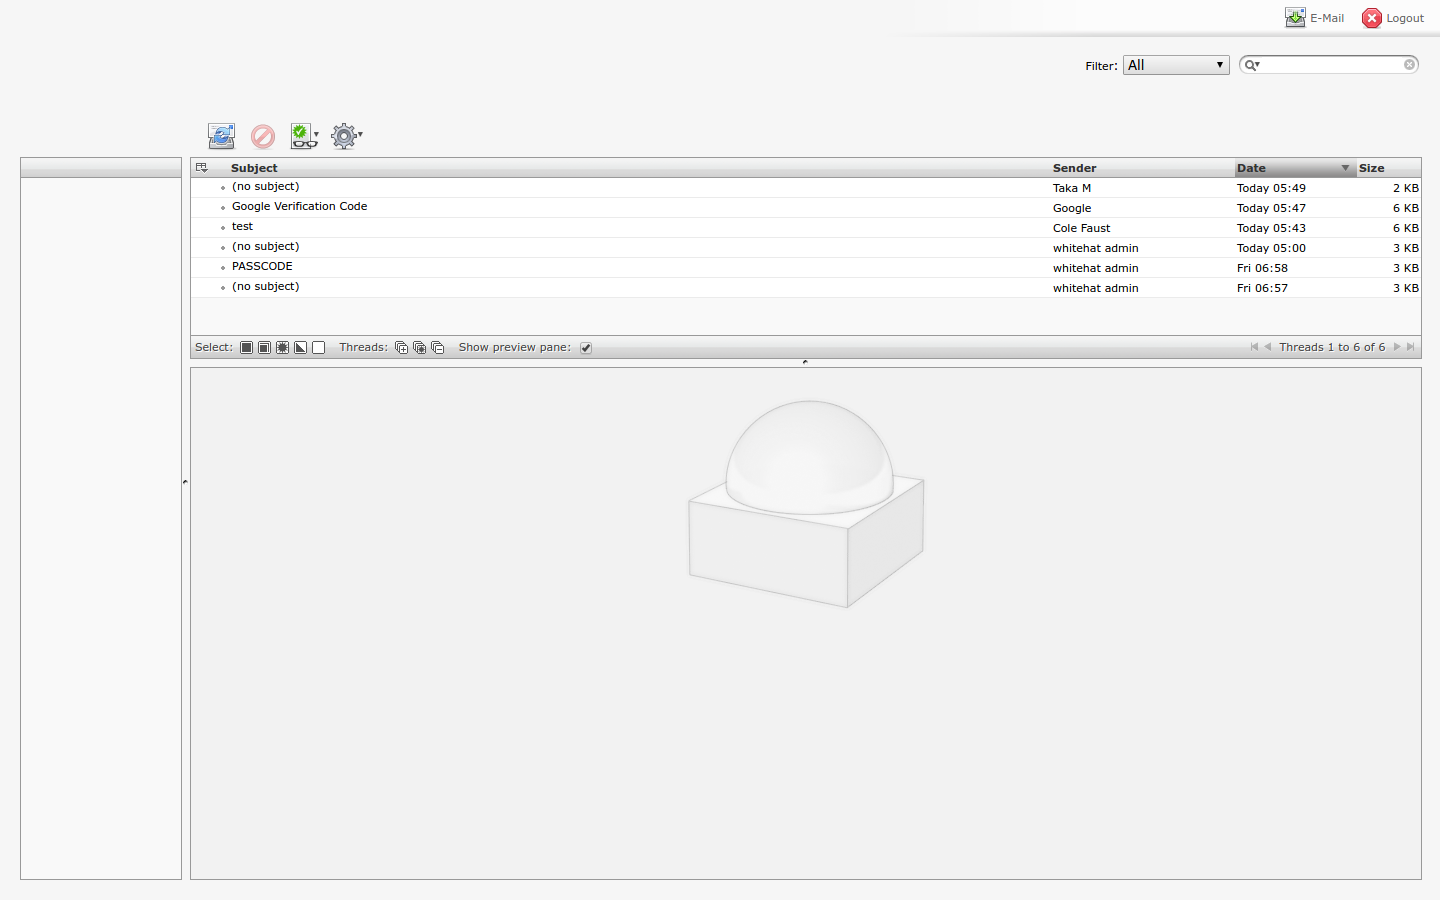 E-Mail Logout
Filter: All
Subject Sender Date Size
(no subject) Taka M Today 05:49 2 KB
Google Verification Code Google Today 05:47 6 KB
test Cole Faust Today 05:43 6 KB
(no subject) whitehat admin Today 05:00 3 KB
PASSCODE whitehat admin Fri 06:58 3 KB
(no subject) whitehat admin Fri 06:57 3 KB
Select: Threads: Show preview pane: Threads 1 to 6 of 6